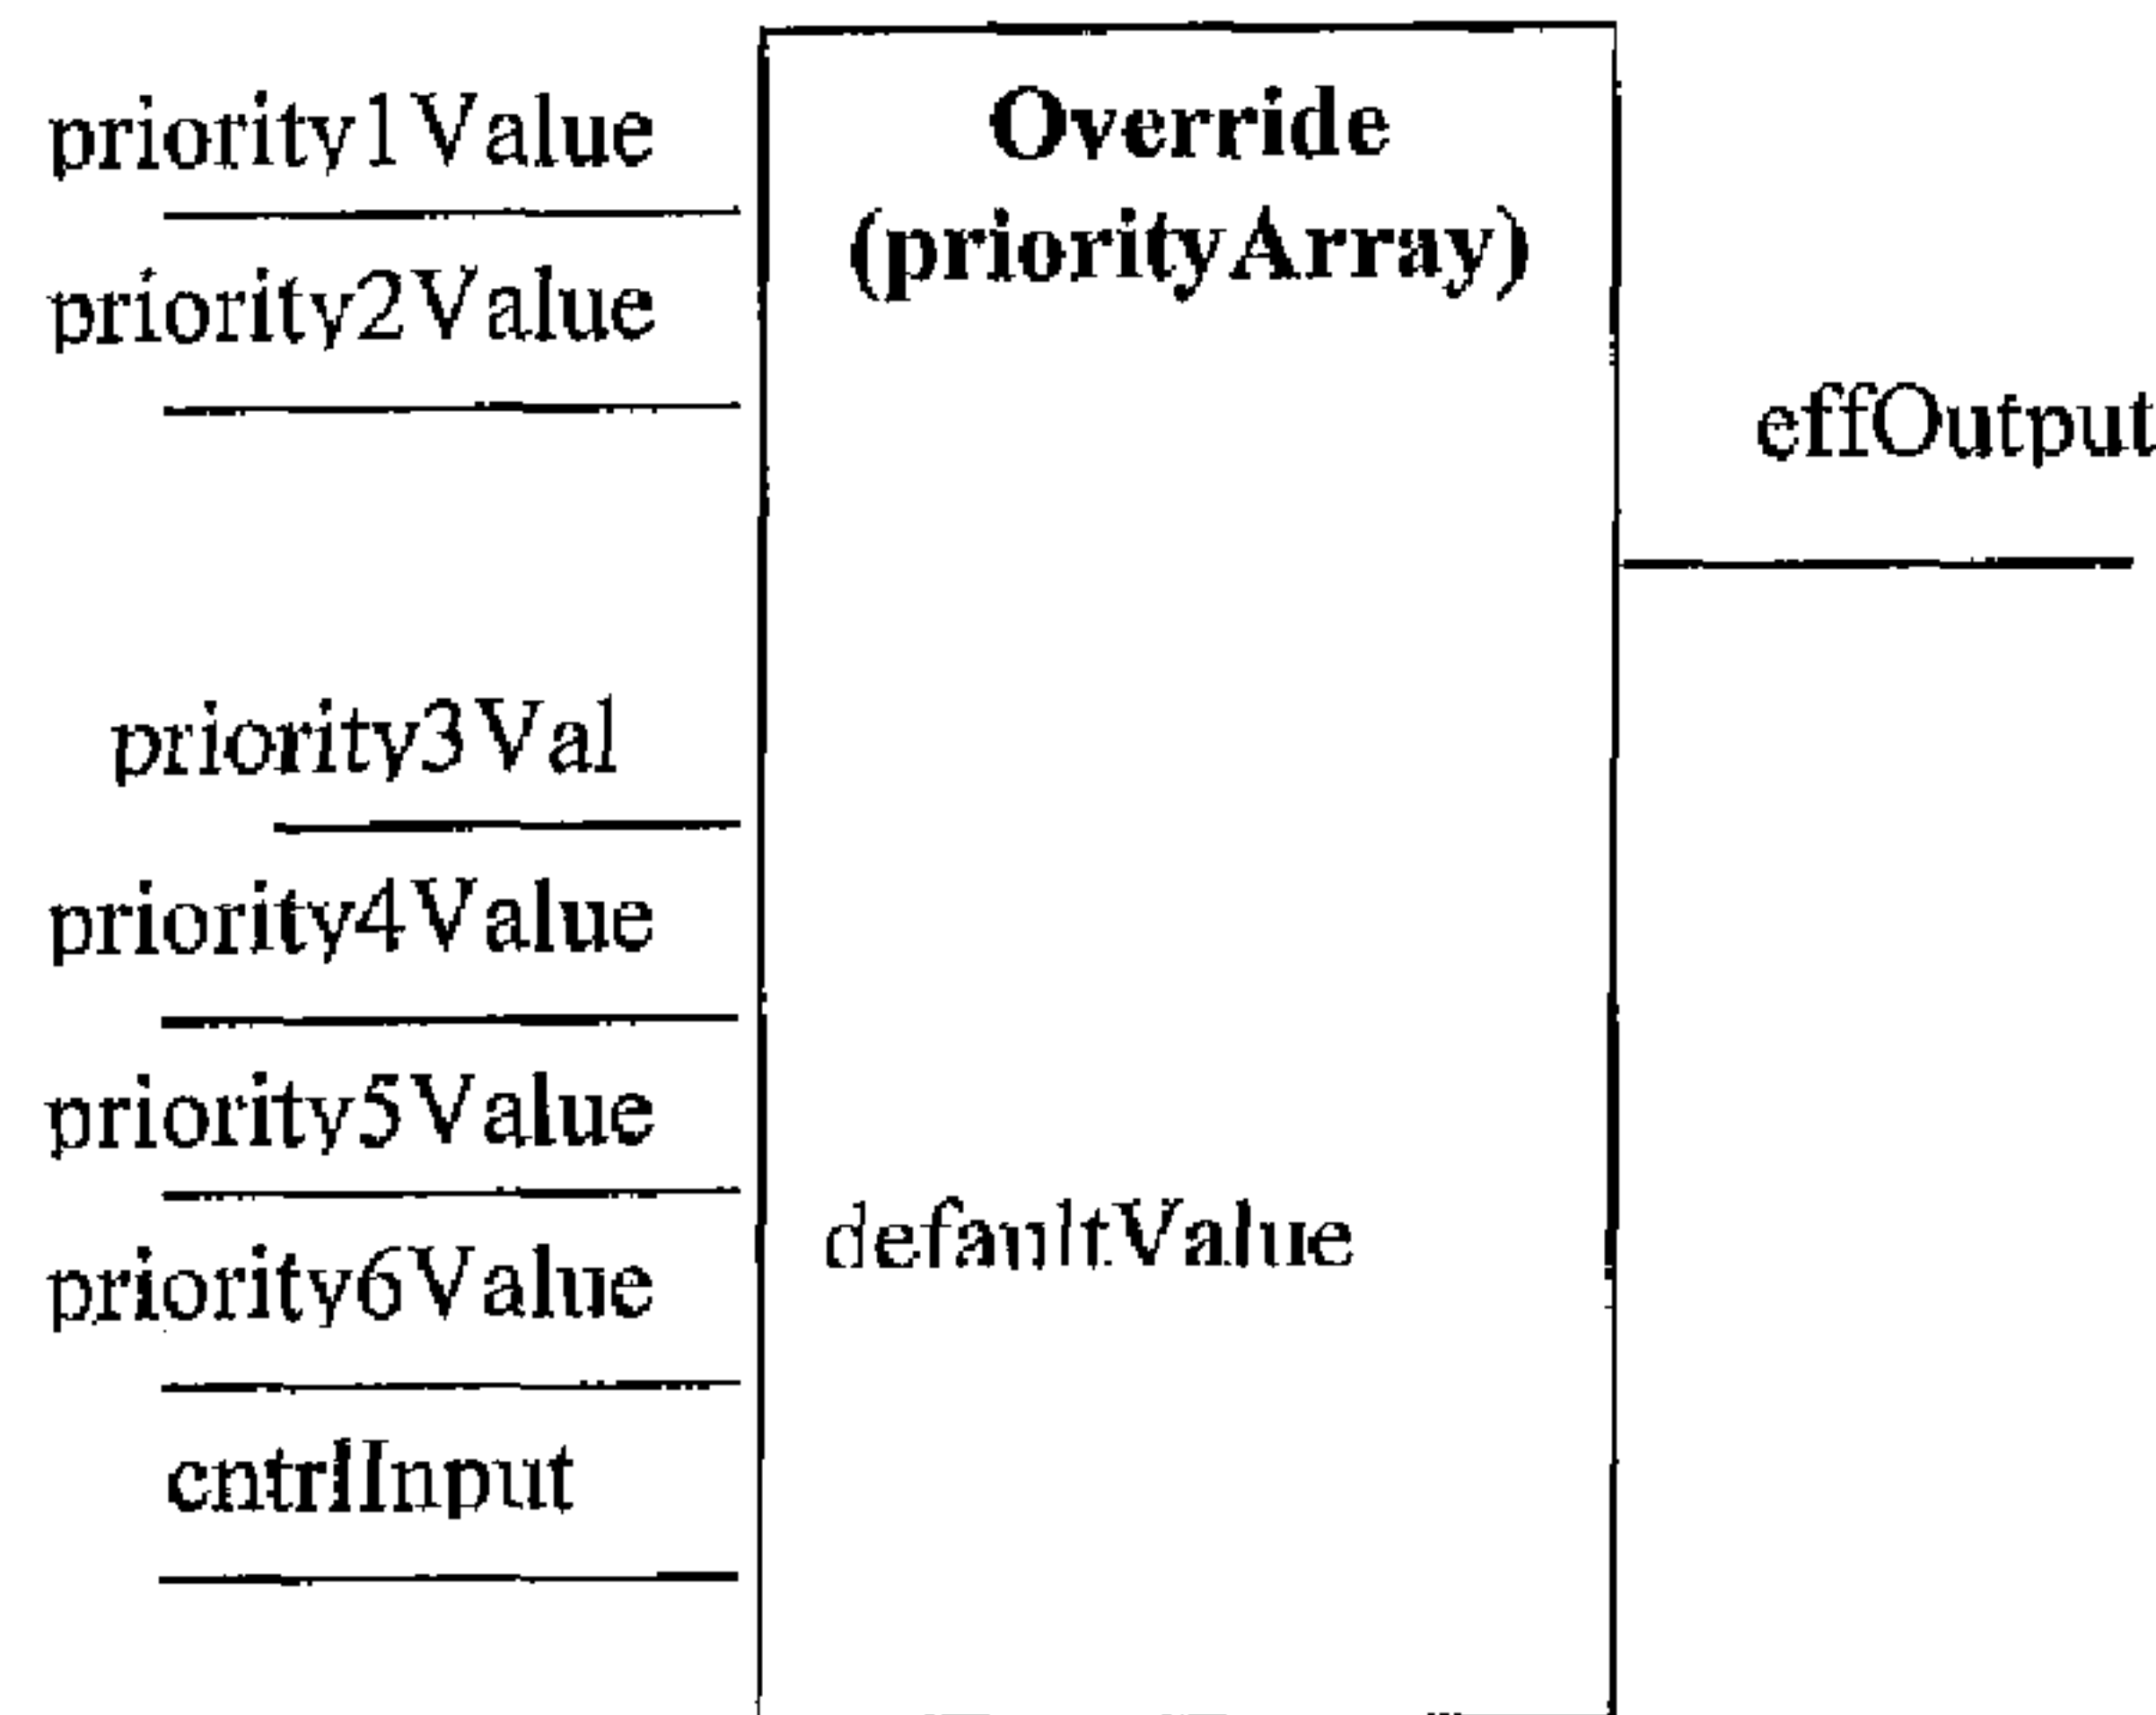 priority1Value
priority2Value
priority3Val
priority4Value
priority5Value
priority6Value
cntrlInput
Override
(priorityArray)
defaultValue
effOutput